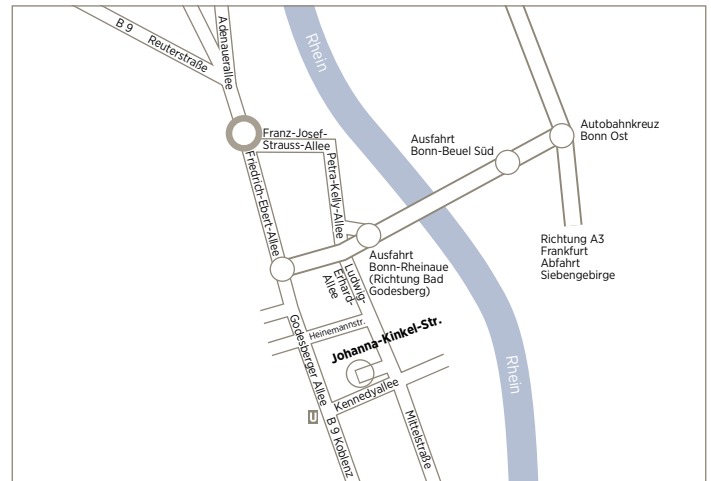 B 9
Reuterstraße
Adenauerallee
Rhein
Franz-Josef-
Strauss-Allee
Ausfahrt
Bonn-Beuel Süd
Autobahnkreuz
Bonn Ost
Friedrich-Ebert-Allee
Petra-Kelly-Allee
Ausfahrt
Bonn-Rheinaue
(Richtung Bad
Godesberg)
Richtung A3
Frankfurt
Abfahrt
Siebengebirge
Ludwig-
Erhard-
Allee
Godesberger Allee
Heinemannstr.
Johanna-Kinkel-Str.
Rhein
Kennedyallee
U
B 9 Koblenz
Mittelstraße